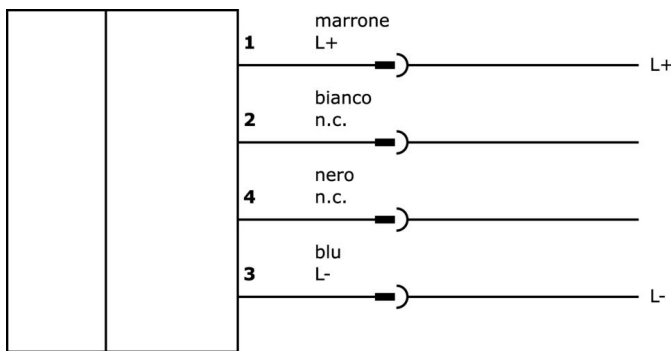 marrone
1 L+
L+
bianco
2 n.c.
nero
4 n.c.
blu
3 L-
L-